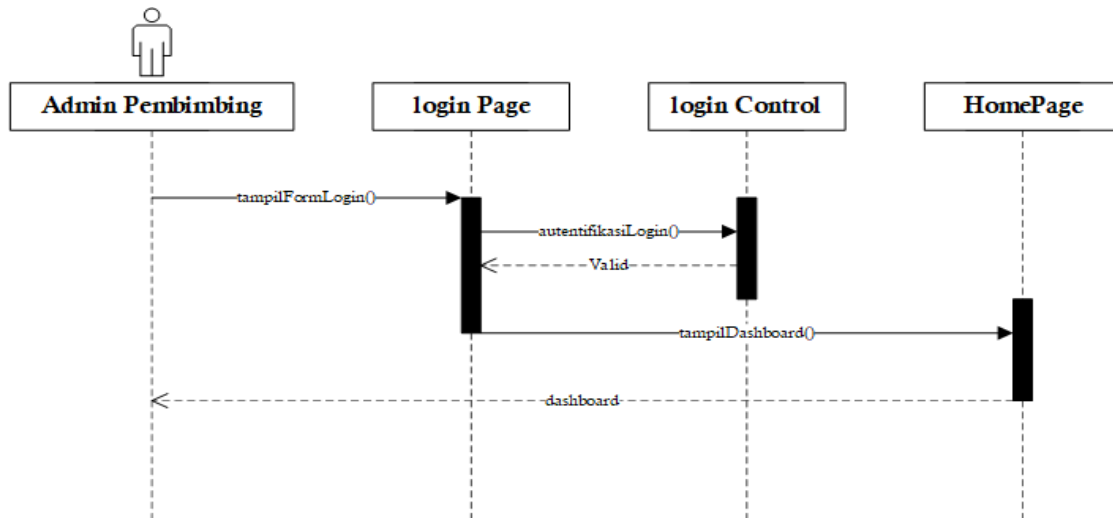 Admin Pembimbing
login Page
login Control
HomePage
tampilFormLogin()
autentifikasiLogin()
Valid
tampilDashboard()
dashboard